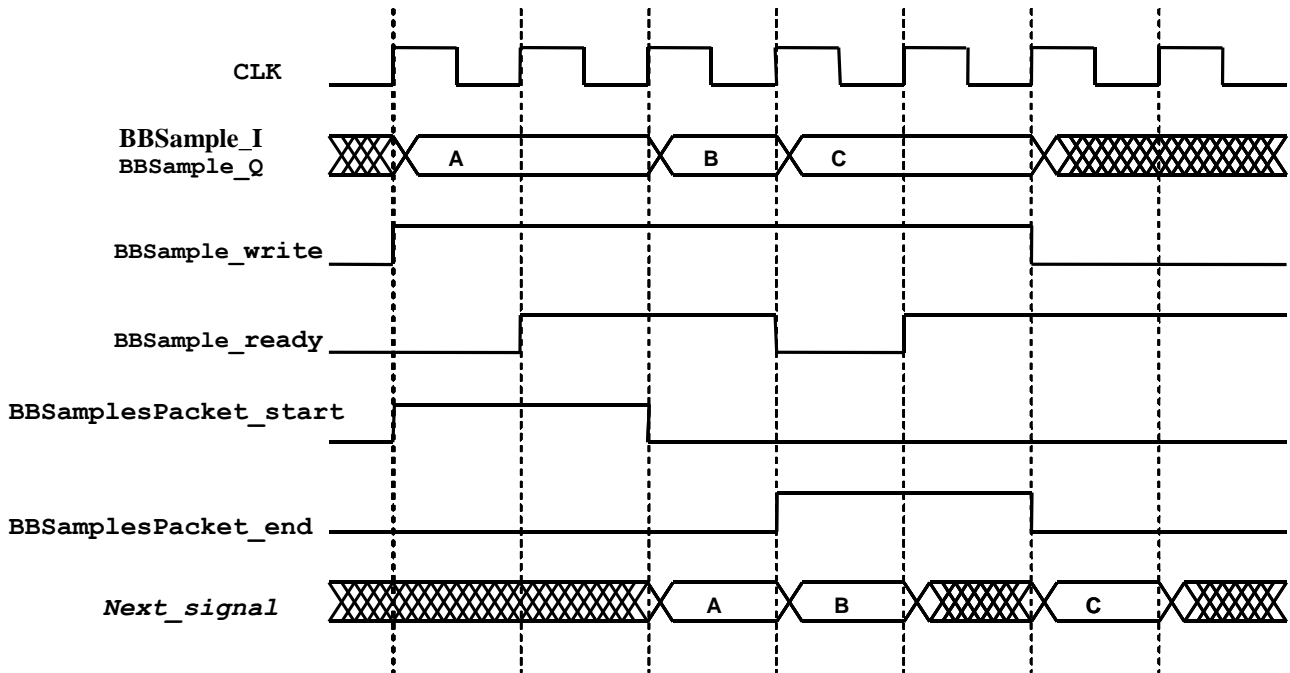 CLK
BBSample_I
BBSample_Q
A B C
BBSample_write
BBSample_ready
BBSamplesPacket_start
BBSamplesPacket_end
Next_signal
A B C